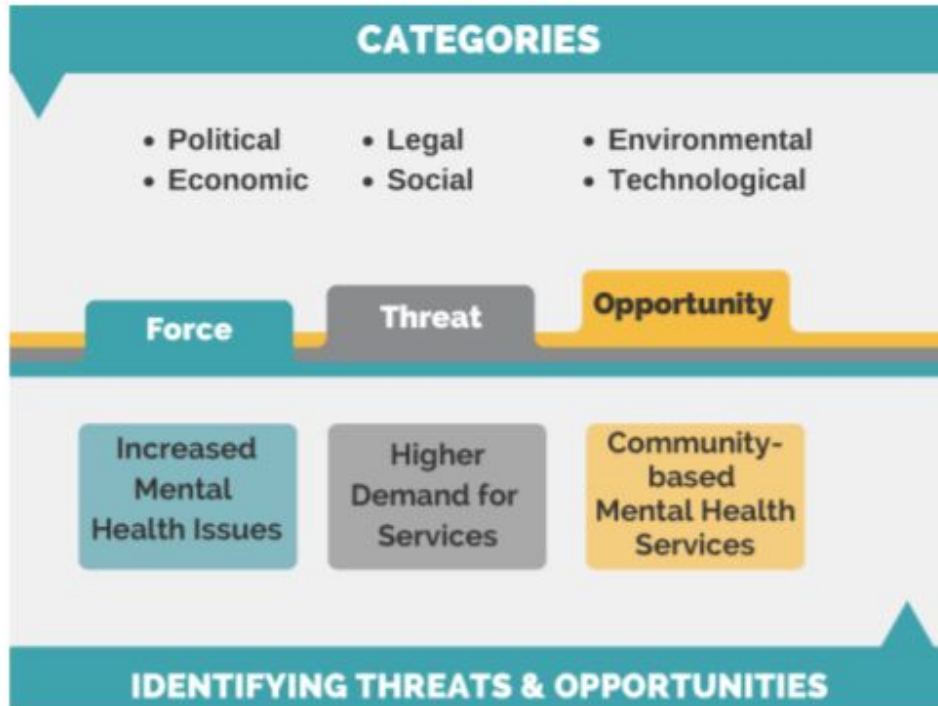 CATEGORIES
• Political
• Economic
• Legal
• Social
• Environmental
• Technological
Force
Threat
Opportunity
Increased
Mental
Health Issues
Higher
Demand for
Services
Community-
based
Mental Health
Services
IDENTIFYING THREATS & OPPORTUNITIES